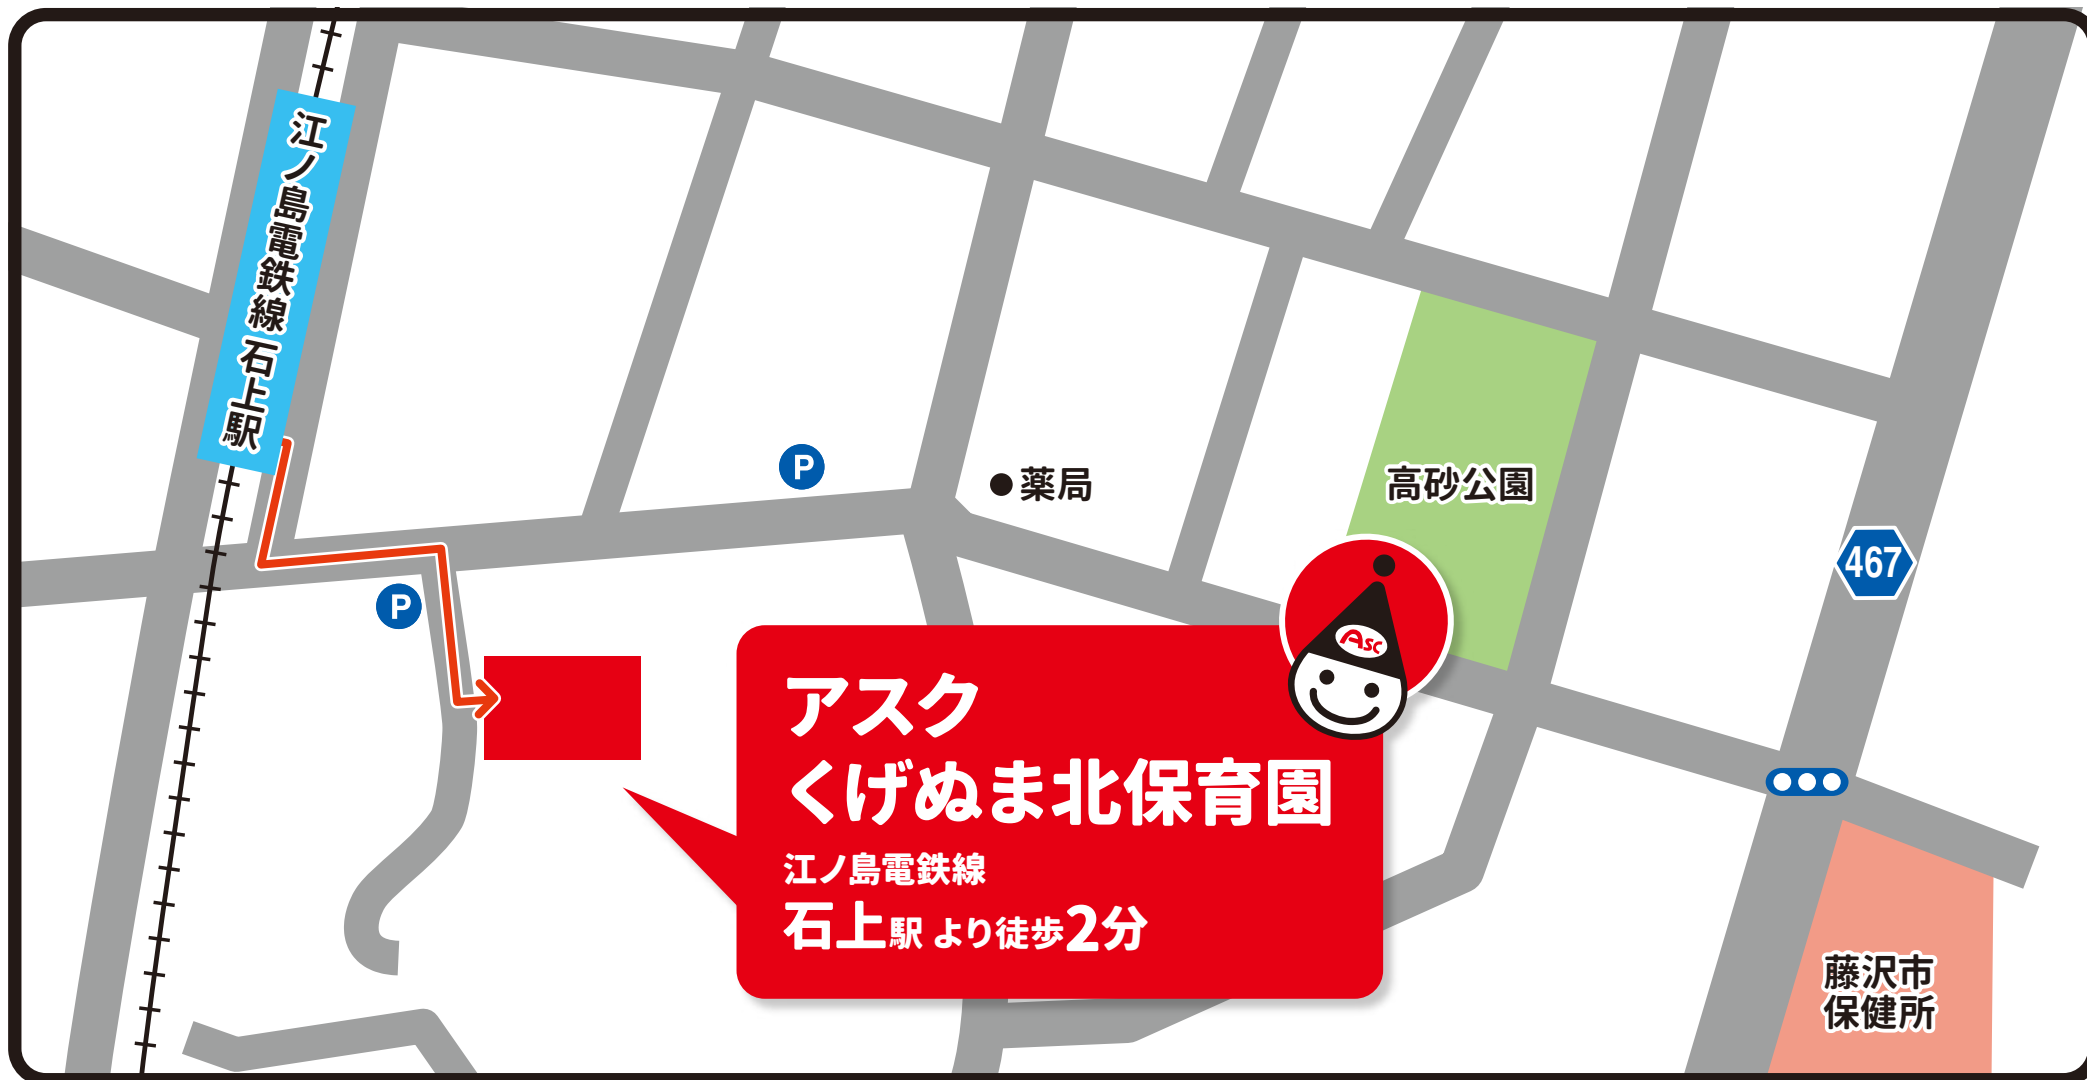 江ノ島電鉄線 石上駅
P
薬局
高砂公園
467
P
ASC
アスク
くげぬま北保育園
江ノ島電鉄線
石上駅 より徒歩2分
藤沢市
保健所